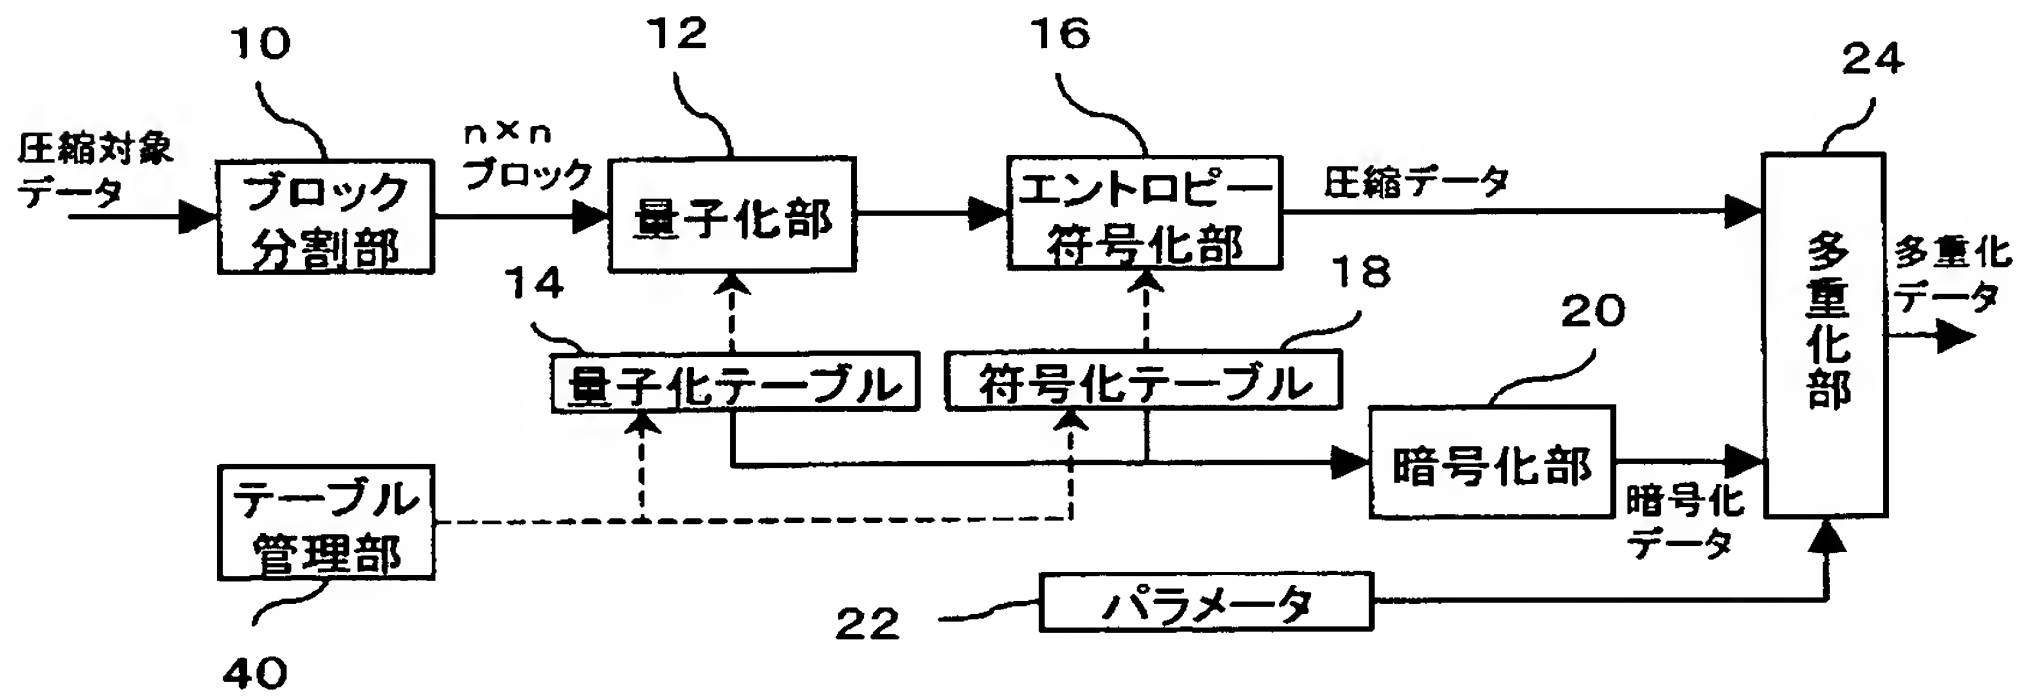 10
12
16
24
圧縮対象
データ
n×n
ブロック
ブロック
分割部
量子化部
エントロピー
符号化部
圧縮データ
多重化部
多重化
データ
14
18
20
量子化テーブル
符号化テーブル
暗号化部
暗号化
データ
テーブル
管理部
パラメータ
22
40